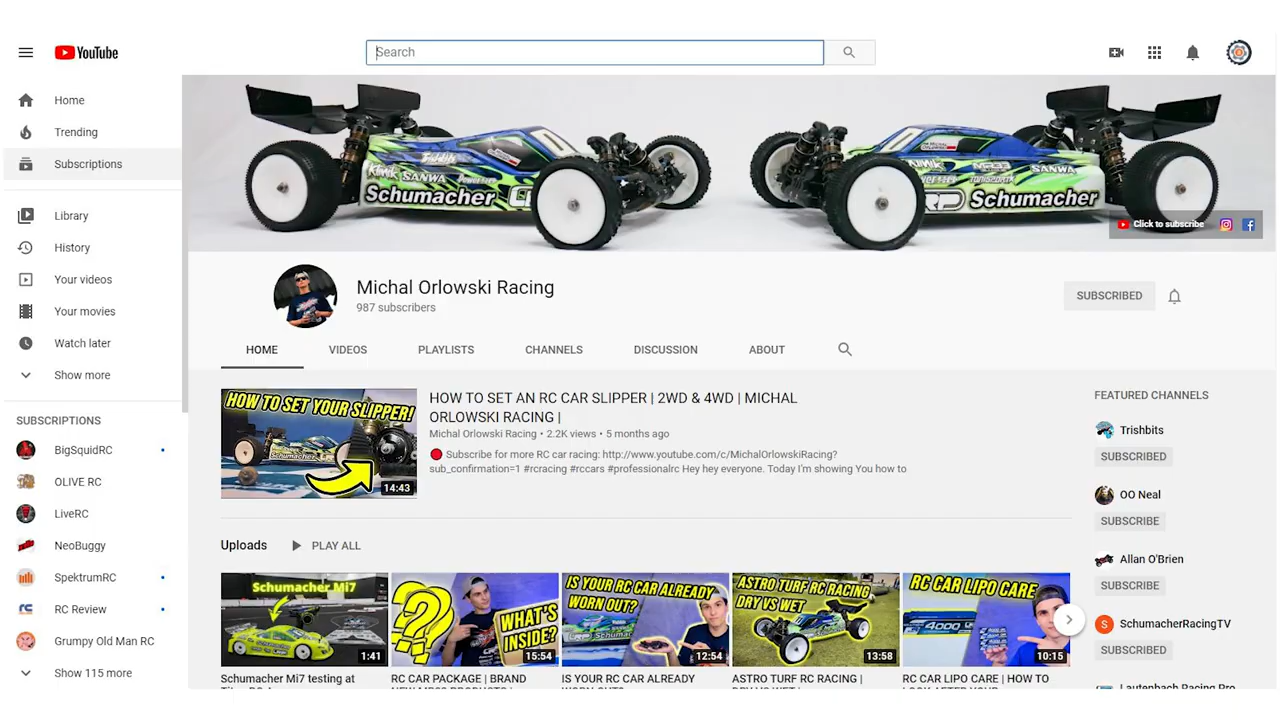 YouTube
Search
Home
Trending
Subscriptions
Library
History
Your videos
Your movies
Watch later
Show more
SUBSCRIPTIONS
BigSquidRC
OLIVE RC
LiveRC
NeoBuggy
SpektrumRC
RC Review
Grumpy Old Man RC
Show 115 more
Schumacher
SANWA
Schumacher
Click to subscribe
Michal Orlowski Racing
987 subscribers
SUBSCRIBED
HOME VIDEOS PLAYLISTS CHANNELS DISCUSSION ABOUT
HOW TO SET YOUR SLIPPER!
14:43
HOW TO SET AN RC CAR SLIPPER | 2WD & 4WD | MICHAL
ORLOWSKI RACING |
Michal Orlowski Racing • 2.2K views • 5 months ago
Subscribe for more RC car racing: http://www.youtube.com/c/MichalOrlowskiRacing?
sub_confirmation=1 #rcracing #rccars #professionalrc Hey hey everyone. Today I'm showing You how to
Uploads PLAY ALL
Schumacher Mi7
1:41
Schumacher Mi7 testing at
WHAT'S
INSIDE?
15:54
RC CAR PACKAGE | BRAND
IS YOUR RC CAR ALREADY
WORN OUT?
12:54
IS YOUR RC CAR ALREADY
ASTRO TURF RC RACING
DRY VS WET
13:58
ASTRO TURF RC RACING |
RC CAR LIPO CARE
10:15
RC CAR LIPO CARE | HOW TO
FEATURED CHANNELS
Trishbits
SUBSCRIBED
OO Neal
SUBSCRIBE
Allan O'Brien
SUBSCRIBE
S
SchumacherRacingTV
SUBSCRIBED
Lautenbach Racing Pro